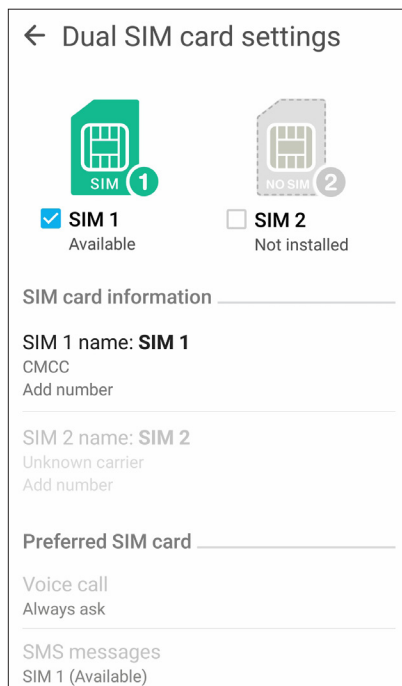 Dual SIM card settings
SIM 1
NO SIM 2
SIM 1
Available
SIM 2
Not installed
SIM card information
SIM 1 name: SIM 1
CMCC
Add number
SIM 2 name: SIM 2
Unknown carrier
Add number
Preferred SIM card
Voice call
Always ask
SMS messages
SIM 1 (Available)